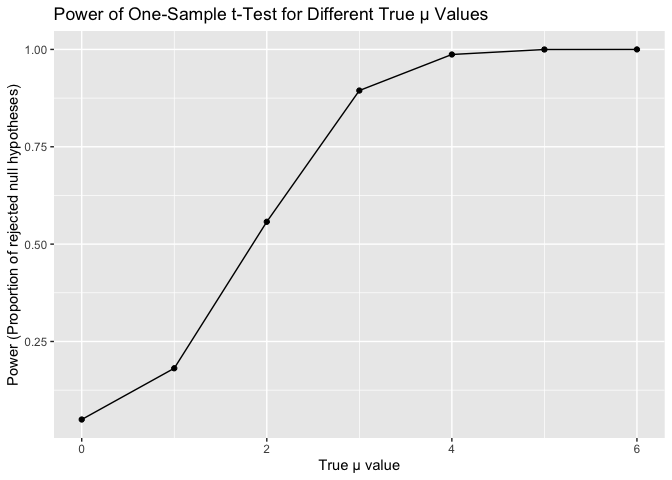 Power of One-Sample t-Test for Different True μ Values
1.00
0.75
0.50
0.25
Power (Proportion of rejected null hypotheses)
0 2 4 6
True μ value